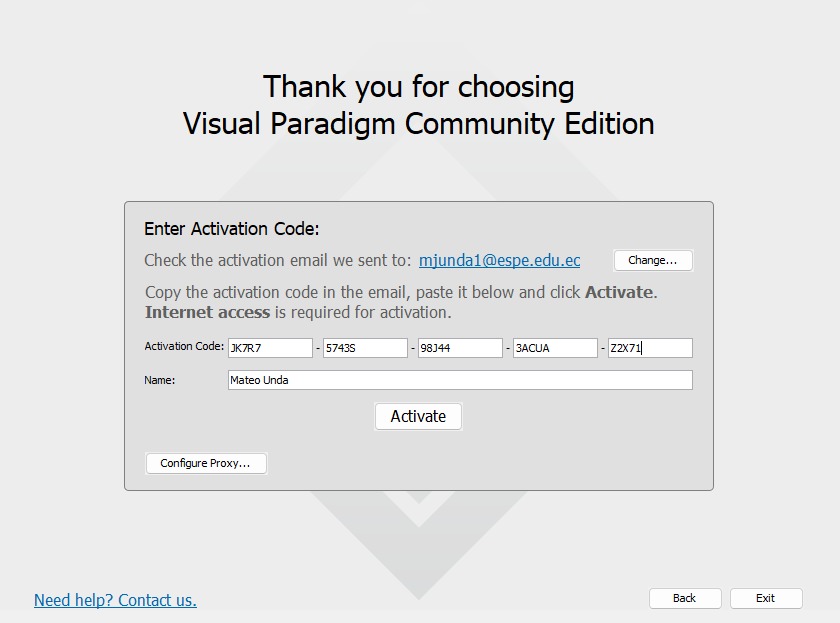 Thank you for choosing
Visual Paradigm Community Edition
Enter Activation Code:
Check the activation email we sent to: mjunda1@espe.edu.ec Change...
Copy the activation code in the email, paste it below and click Activate.
Internet access is required for activation.
Activation Code: JK7R7 - 5743S - 98J44 - 3ACUA - Z2X71
Name: Mateo Unda
Activate
Configure Proxy...
Need help? Contact us. Back Exit